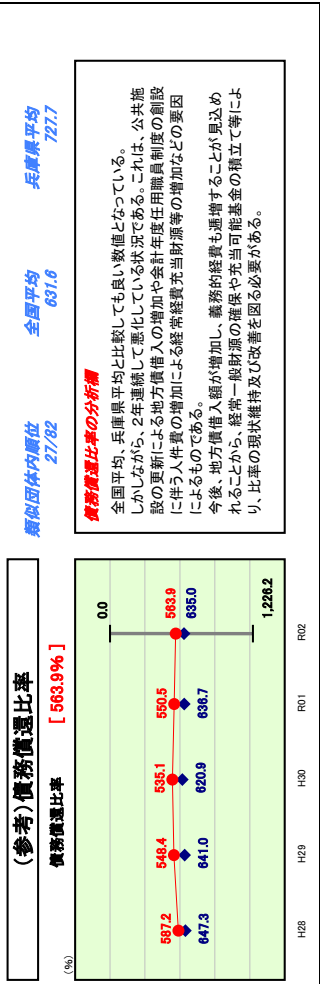 (参考)債務償還比率
債務償還比率 [ 563.9% ]
類似団体内順位
27/82
全国平均
631.6
兵庫県平均
727.7
(%)
0.0
587.2
548.4
535.1
550.5
563.9
647.3
641.0
620.9
636.7
635.0
1,226.2
H28
H29
H30
R01
R02
債務償還比率の分析欄
全国平均、兵庫県平均と比較しても良い数値となっている。
しかしながら、2年連続して悪化している状況である。これは、公共施
設の更新による地方債借入の増加や会計年度任用職員制度の創設
に伴う人件費の増加による経常経費充当財源等の増加などの要因
によるものである。
今後、地方債借入額が増加し、義務的経費も逓増することが見込め
れることから、経常一般財源の確保や充当可能基金の積立て等によ
り、比率の現状維持及び改善を図る必要がある。